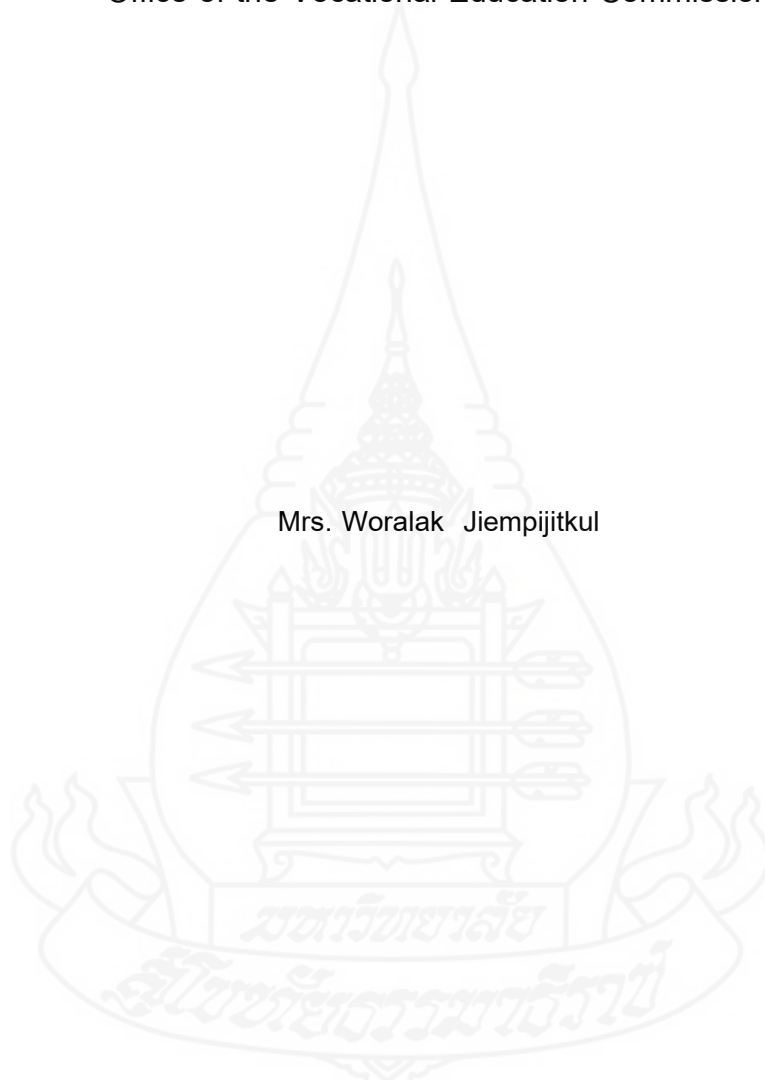 Office of the Vocational Education Commission
Mrs. Woralak Jiempijitkul
มหาวิทยาลัย
สุโขทัยธรรมาธิราช